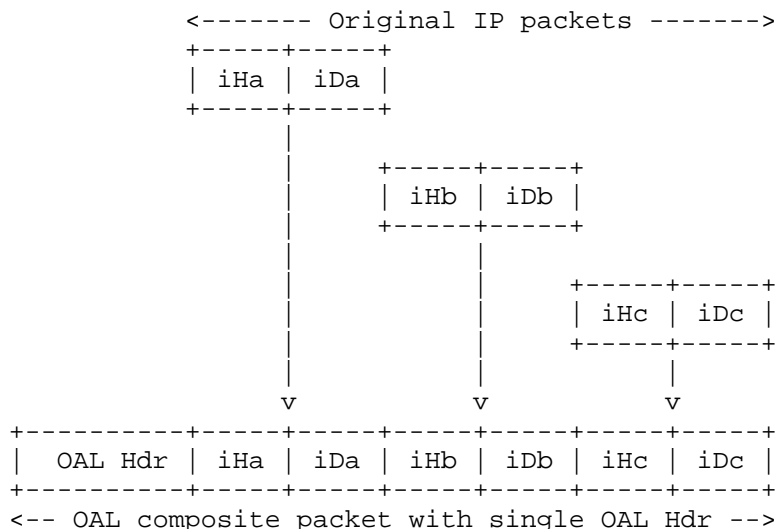 <------- Original IP packets ------->
+-----+-----+
| iHa | iDa |
+-----+-----+
|
| +-----+-----+
| | iHb | iDb |
| +-----+-----+
| |
| | +-----+-----+
| | | iHc | iDc |
| | +-----+-----+
| | |
v v v
+----------+-----+-----+-----+-----+-----+-----+
| OAL Hdr | iHa | iDa | iHb | iDb | iHc | iDc |
+----------+-----+-----+-----+-----+-----+-----+
<-- OAL composite packet with single OAL Hdr -->